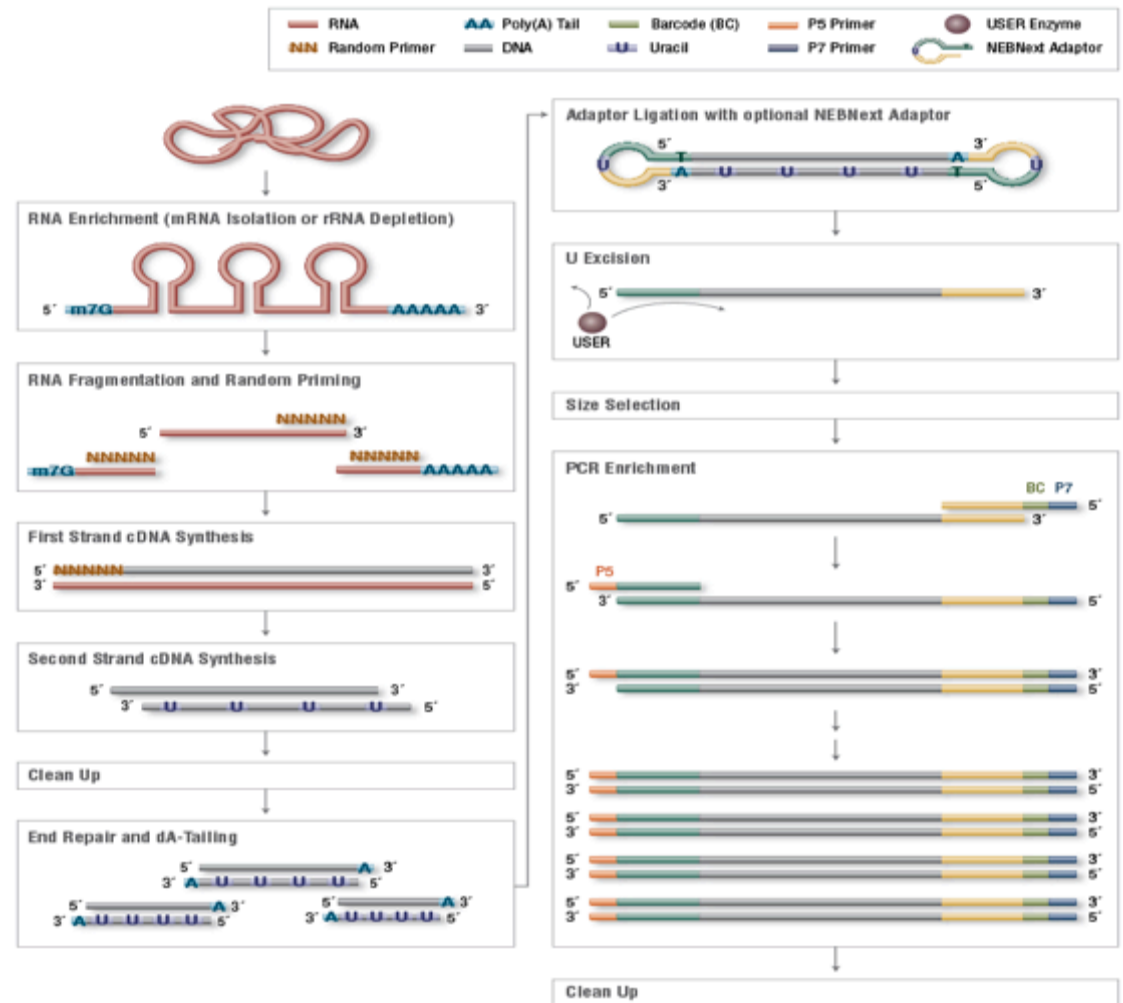 RNA
AA Poly(A) Tail
Barcode (BC)
P5 Primer
USER Enzyme
NN Random Primer
DNA
U Uracil
P7 Primer
U NEBNext Adaptor
RNA Enrichment (mRNA Isolation or rRNA Depletion)
5´ m7G AAAAA 3´
RNA Fragmentation and Random Priming
NNNNN
5´ 3´
NNNNN NNNNN
m7G AAAAA
First Strand cDNA Synthesis
5´ NNNNN 3´
3´ 5´
Second Strand cDNA Synthesis
5´ 3´
3´ U U U U 5´
Clean Up
End Repair and dA-Tailing
5´ A 3´
3´ A U U U U 5´
5´ A 3´
3´ A U U U U 5´
5´ A 3´
3´ A U U U U 5´
Adaptor Ligation with optional NEBNext Adaptor
5´ 3´
T A
U U
A U U U U T
3´ 5´
U Excision
5´ 3´
USER
Size Selection
PCR Enrichment
BC P7
5´
5´ 3´
P5
5´
3´ 5´
5´ 3´
3´ 5´
5´ 3´
3´ 5´
5´ 3´
3´ 5´
5´ 3´
3´ 5´
5´ 3´
3´ 5´
Clean Up